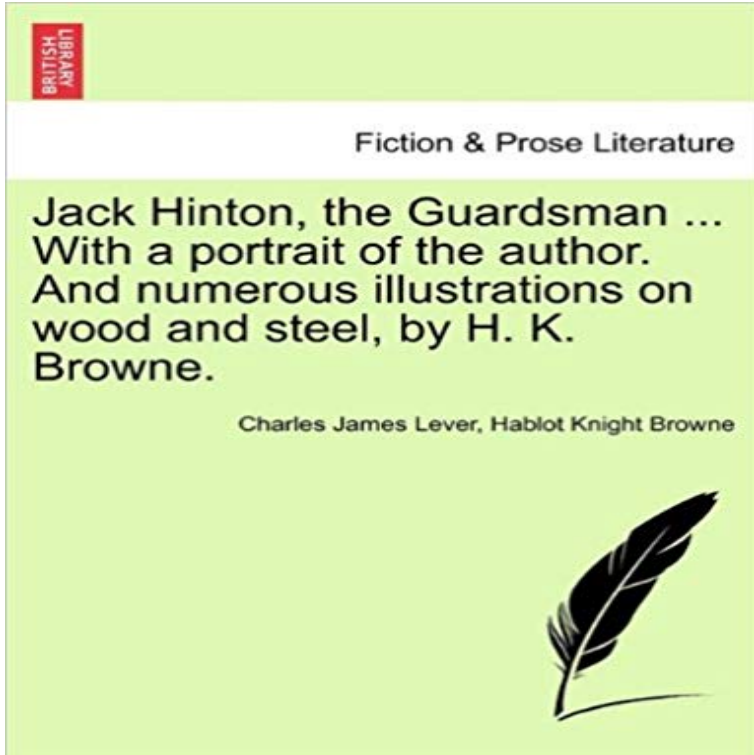 BRITISH
LIBRARY
Fiction & Prose Literature
Jack Hinton, the Guardsman ...
With a portrait of the author.
And numerous illustrations on
wood and steel, by H. K.
Browne.
Charles James Lever, Hablot Knight Browne